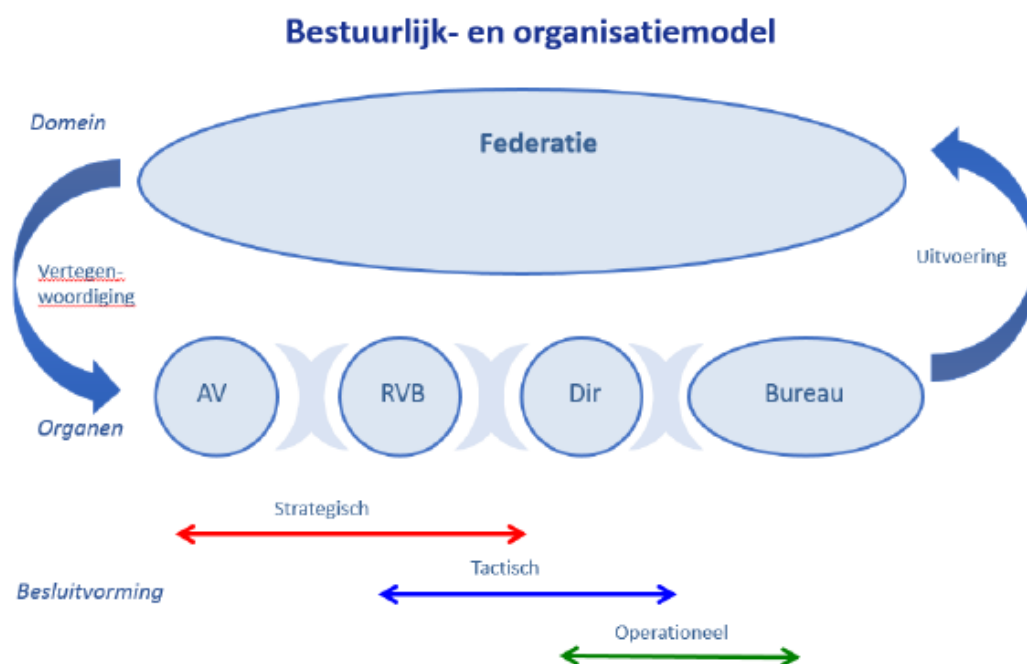 Bestuurlijk- en organisatiemodel
Domein
Federatie
Vertegen-
woordiging
Uitvoering
AV
RVB
Dir
Bureau
Organen
Strategisch
Tactisch
Besluitvorming
Operationeel